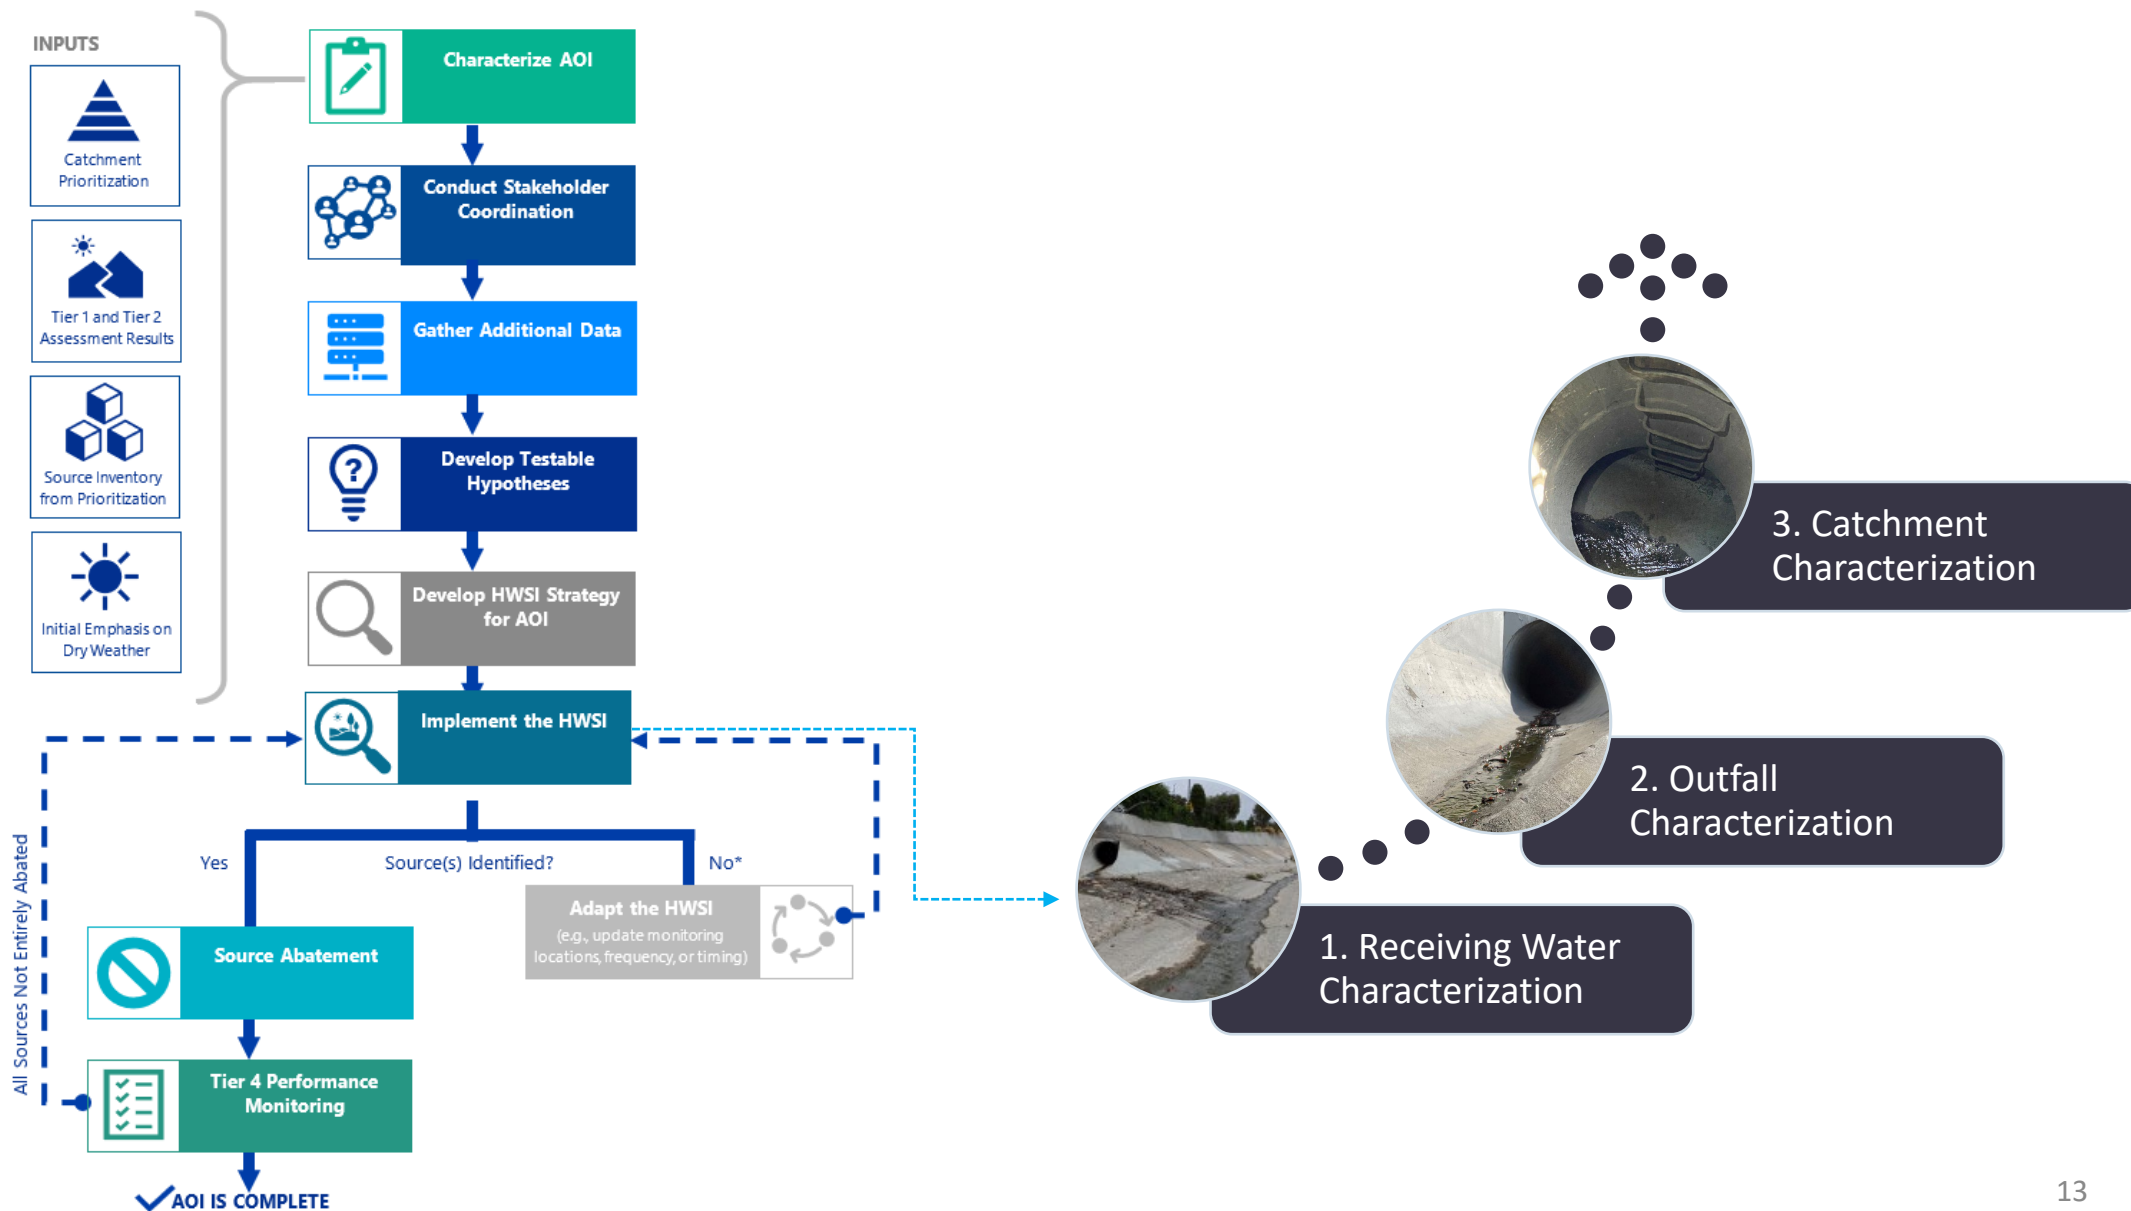 INPUTS
Catchment
Prioritization
Tier 1 and Tier 2
Assessment Results
Source Inventory
from Prioritization
Initial Emphasis on
Dry Weather
Characterize AOI
Conduct Stakeholder
Coordination
Gather Additional Data
Develop Testable
Hypotheses
?
Develop HWSI Strategy
for AOI
Implement the HWSI
Yes
Source(s) Identified?
No*
Adapt the HWSI
(e.g., update monitoring
locations, frequency, or timing)
Source Abatement
Tier 4 Performance
Monitoring
All Sources Not Entirely Abated
AOI IS COMPLETE
3. Catchment
Characterization
2. Outfall
Characterization
1. Receiving Water
Characterization
13